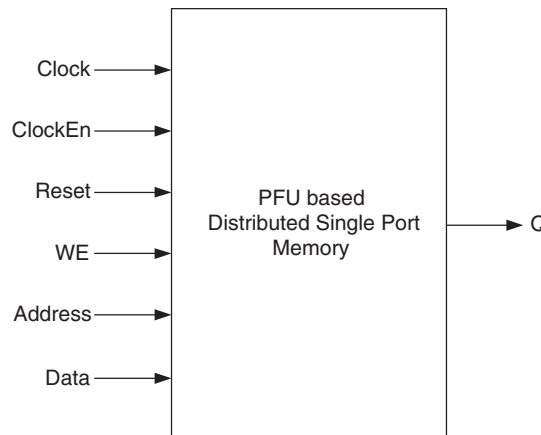 Clock
ClockEn
Reset
WE
Address
Data
PFU based
Distributed Single Port
Memory
Q